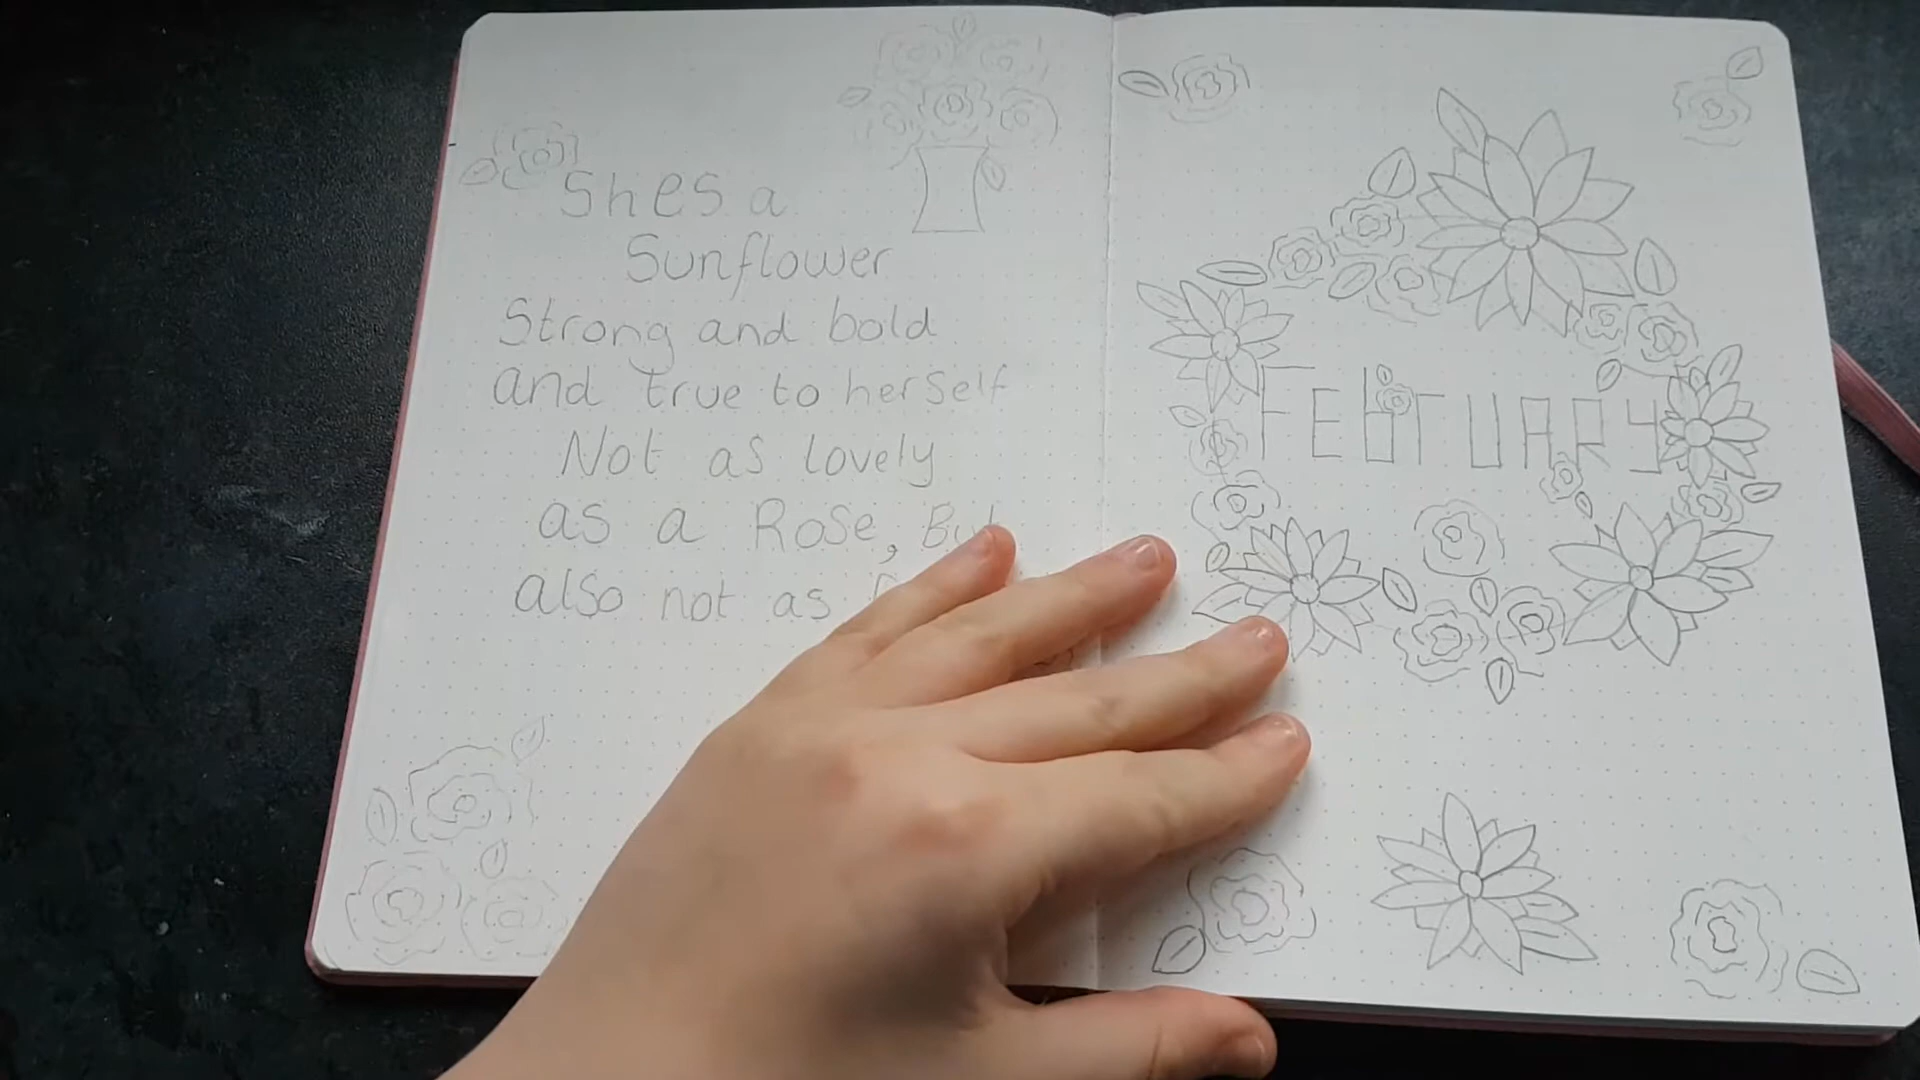 Shes a
Sunflower
Strong and bold
and true to herself
Not as lovely
as a Rose,
also not as
FEbrUARY